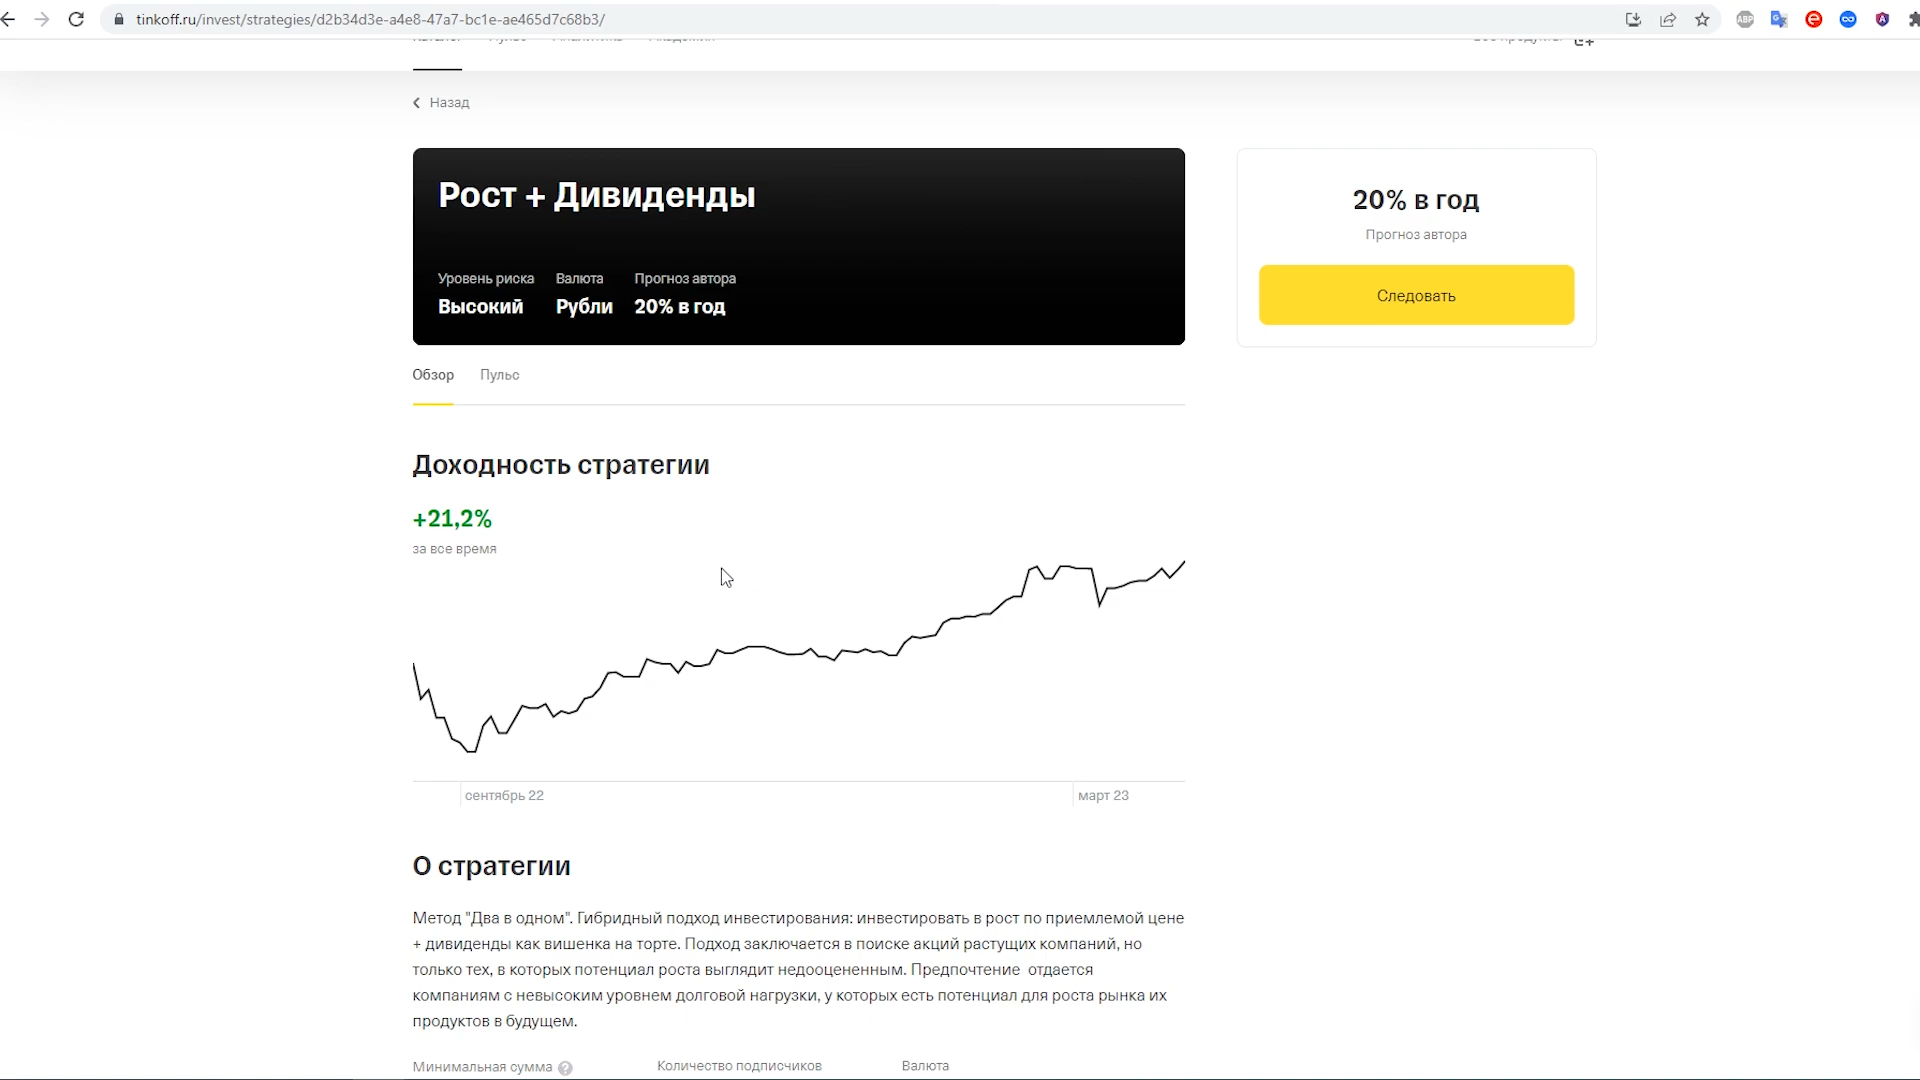 tinkoff.ru/invest/strategies/d2b34d3e-a4e8-47a7-bc1e-ae465d7c68b3/
Назад
Рост + Дивиденды
20% в год
Прогноз автора
Уровень риска Валюта Прогноз автора
Высокий Рубли 20% в год
Следовать
Обзор Пульс
Доходность стратегии
+21,2%
за все время
сентябрь 22 март 23
О стратегии
Метод "Два в одном". Гибридный подход инвестирования: инвестировать в рост по приемлемой цене
+ дивиденды как вишенка на торте. Подход заключается в поиске акций растущих компаний, но
только тех, в которых потенциал роста выглядит недооцененным. Предпочтение отдается
компаниям с невысоким уровнем долговой нагрузки, у которых есть потенциал для роста рынка их
продуктов в будущем.
Минимальная сумма ? Количество подписчиков Валюта